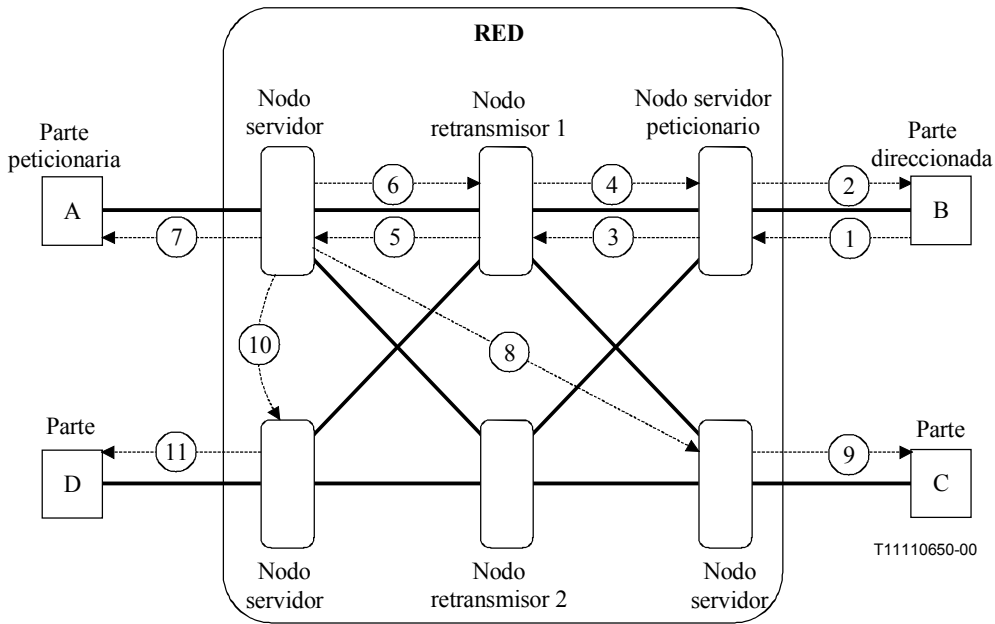 RED
Nodo
servidor
Nodo
retransmisor 1
Nodo servidor
peticionario
Parte
peticionaria
Parte
direccionada
A
6
4
2
B
7
5
3
1
10
8
Parte
Parte
D
11
9
C
T11110650-00
Nodo
servidor
Nodo
retransmisor 2
Nodo
servidor